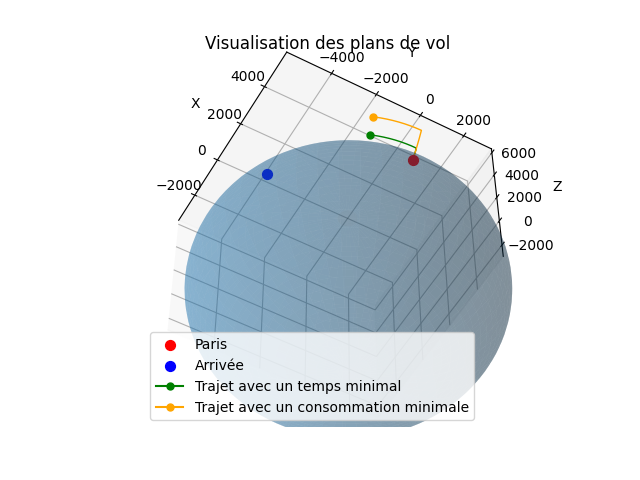 Visualisation des plans de vol
Y
−4000
−2000
0
2000
X
4000
2000
0
−2000
6000
4000
2000
0
−2000
Z
Paris
Arrivée
Trajet avec un temps minimal
Trajet avec un consommation minimale